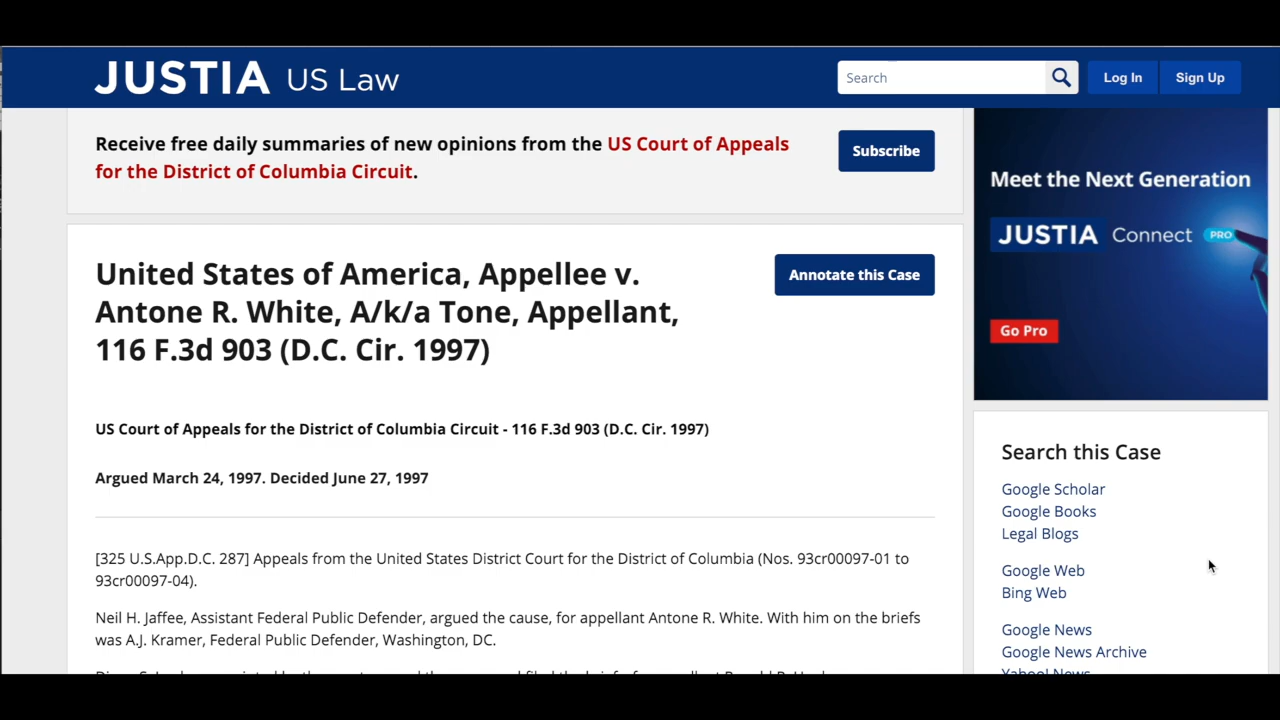 JUSTIA US Law
Search
Log In
Sign Up
Receive free daily summaries of new opinions from the US Court of Appeals
for the District of Columbia Circuit.
Subscribe
United States of America, Appellee v.
Antone R. White, A/k/a Tone, Appellant,
116 F.3d 903 (D.C. Cir. 1997)
Annotate this Case
US Court of Appeals for the District of Columbia Circuit - 116 F.3d 903 (D.C. Cir. 1997)
Argued March 24, 1997. Decided June 27, 1997
[325 U.S.App.D.C. 287] Appeals from the United States District Court for the District of Columbia (Nos. 93cr00097-01 to
93cr00097-04).
Neil H. Jaffee, Assistant Federal Public Defender, argued the cause, for appellant Antone R. White. With him on the briefs
was A.J. Kramer, Federal Public Defender, Washington, DC.
Meet the Next Generation
JUSTIA Connect PRO
Go Pro
Search this Case
Google Scholar
Google Books
Legal Blogs
Google Web
Bing Web
Google News
Google News Archive
Yahoo! News